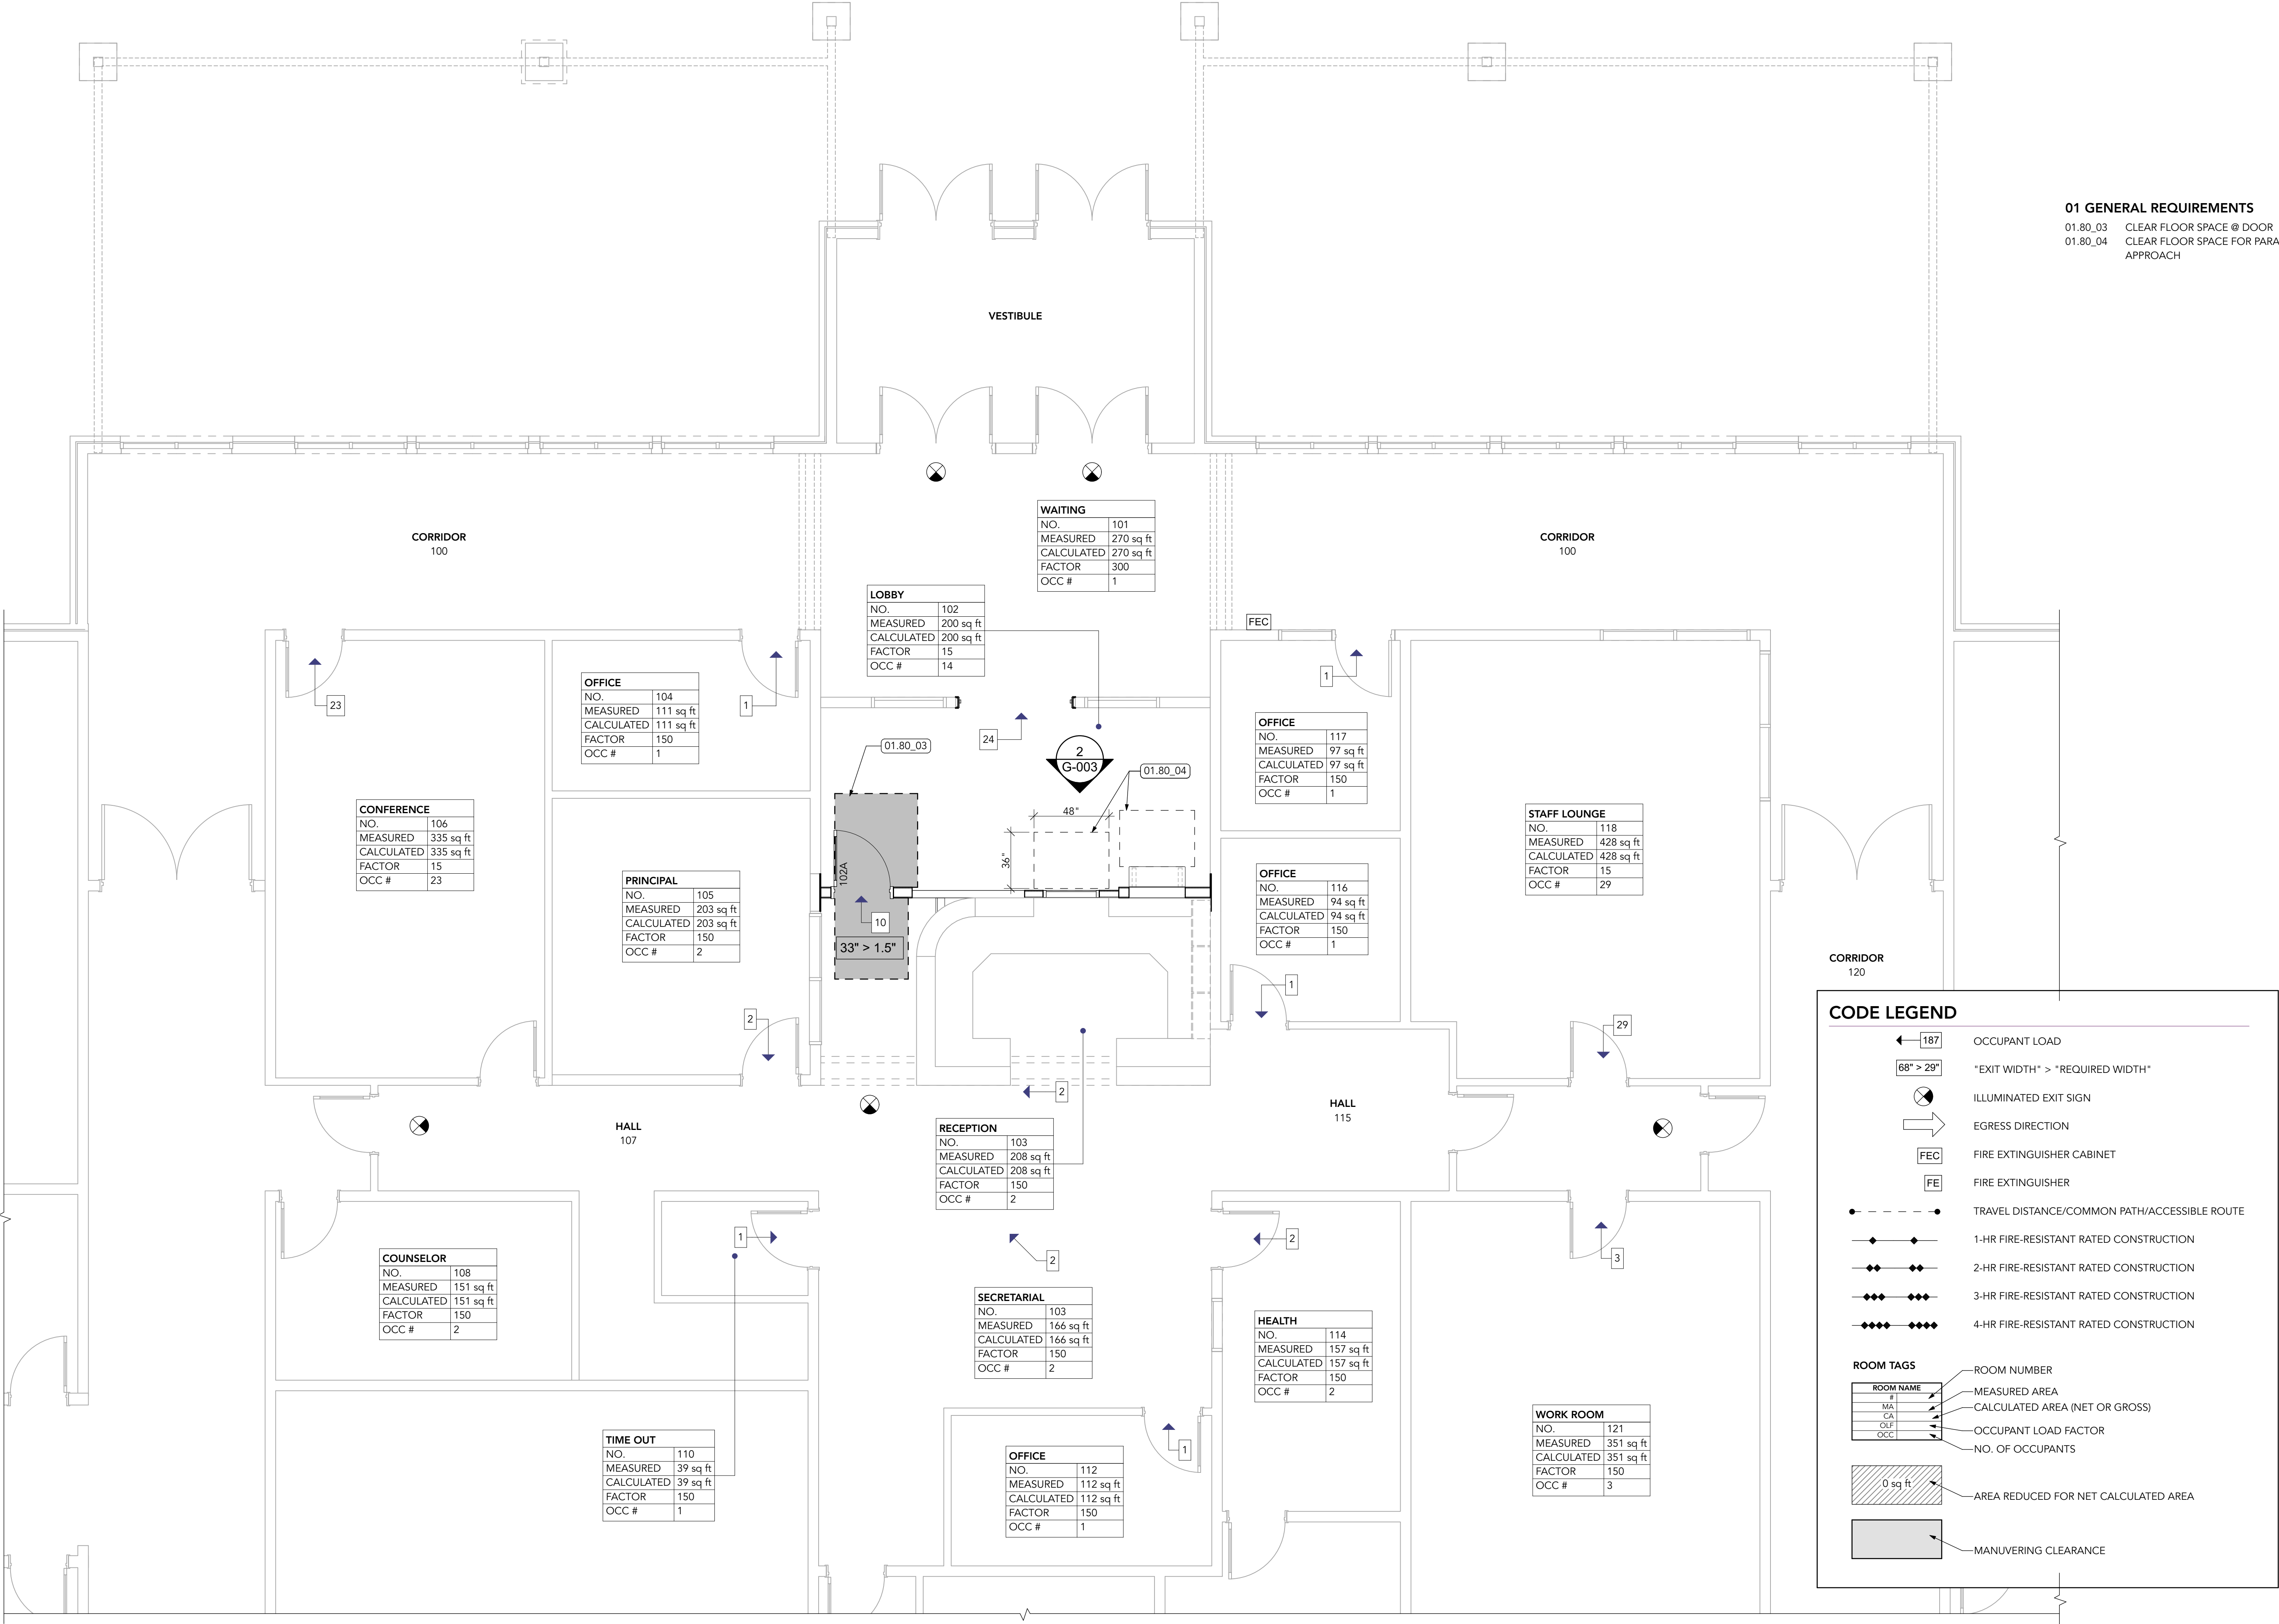 01 GENERAL REQUIREMENTS
01.80_03 CLEAR FLOOR SPACE @ DOOR
01.80_04 CLEAR FLOOR SPACE FOR PARA
APPROACH
VESTIBULE
CORRIDOR
100
WAITING
NO. 101
MEASURED 270 sq ft
CALCULATED 270 sq ft
FACTOR 300
OCC # 1
CORRIDOR
100
LOBBY
NO. 102
MEASURED 200 sq ft
CALCULATED 200 sq ft
FACTOR 15
OCC # 14
FEC
23
OFFICE
NO. 104
MEASURED 111 sq ft
CALCULATED 111 sq ft
FACTOR 150
OCC # 1
1
1
24
01.80_03
2
G-003
01.80_04
OFFICE
NO. 117
MEASURED 97 sq ft
CALCULATED 97 sq ft
FACTOR 150
OCC # 1
CONFERENCE
NO. 106
MEASURED 335 sq ft
CALCULATED 335 sq ft
FACTOR 15
OCC # 23
48"
36"
102A
STAFF LOUNGE
NO. 118
MEASURED 428 sq ft
CALCULATED 428 sq ft
FACTOR 15
OCC # 29
PRINCIPAL
NO. 105
MEASURED 203 sq ft
CALCULATED 203 sq ft
FACTOR 150
OCC # 2
10
33" > 1.5"
OFFICE
NO. 116
MEASURED 94 sq ft
CALCULATED 94 sq ft
FACTOR 150
OCC # 1
CORRIDOR
120
2
1
29
2
HALL
107
HALL
115
RECEPTION
NO. 103
MEASURED 208 sq ft
CALCULATED 208 sq ft
FACTOR 150
OCC # 2
1
2
2
3
COUNSELOR
NO. 108
MEASURED 151 sq ft
CALCULATED 151 sq ft
FACTOR 150
OCC # 2
SECRETARIAL
NO. 103
MEASURED 166 sq ft
CALCULATED 166 sq ft
FACTOR 150
OCC # 2
HEALTH
NO. 114
MEASURED 157 sq ft
CALCULATED 157 sq ft
FACTOR 150
OCC # 2
TIME OUT
NO. 110
MEASURED 39 sq ft
CALCULATED 39 sq ft
FACTOR 150
OCC # 1
OFFICE
NO. 112
MEASURED 112 sq ft
CALCULATED 112 sq ft
FACTOR 150
OCC # 1
1
WORK ROOM
NO. 121
MEASURED 351 sq ft
CALCULATED 351 sq ft
FACTOR 150
OCC # 3
CODE LEGEND
187 OCCUPANT LOAD
68" > 29" "EXIT WIDTH" > "REQUIRED WIDTH"
ILLUMINATED EXIT SIGN
EGRESS DIRECTION
FEC FIRE EXTINGUISHER CABINET
FE FIRE EXTINGUISHER
TRAVEL DISTANCE/COMMON PATH/ACCESSIBLE ROUTE
1-HR FIRE-RESISTANT RATED CONSTRUCTION
2-HR FIRE-RESISTANT RATED CONSTRUCTION
3-HR FIRE-RESISTANT RATED CONSTRUCTION
4-HR FIRE-RESISTANT RATED CONSTRUCTION
ROOM TAGS
ROOM NAME
#
MA
CA
OLF
OCC
ROOM NUMBER
MEASURED AREA
CALCULATED AREA (NET OR GROSS)
OCCUPANT LOAD FACTOR
NO. OF OCCUPANTS
0 sq ft
AREA REDUCED FOR NET CALCULATED AREA
MANUVERING CLEARANCE